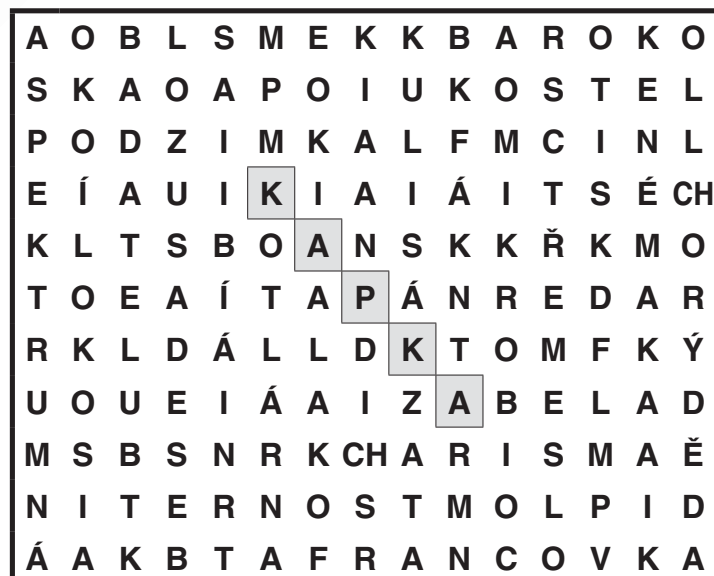 A O B L S M E K K B A R O K O
S K A O A P O I U K O S T E L
P O D Z I M K A L F M C I N L
E Í A U I K I A I Á I T S É CH
K L T S B O A N S K K Ř K M O
T O E A Í T A P Á N R E D A R
R K L D Á L L D K T O M F K Ý
U O U E I Á A I Z A B E L A D
M S B S N R K CH A R I S M A Ě
N I T E R N O S T M O L P I D
Á A K B T A F R A N C O V K A